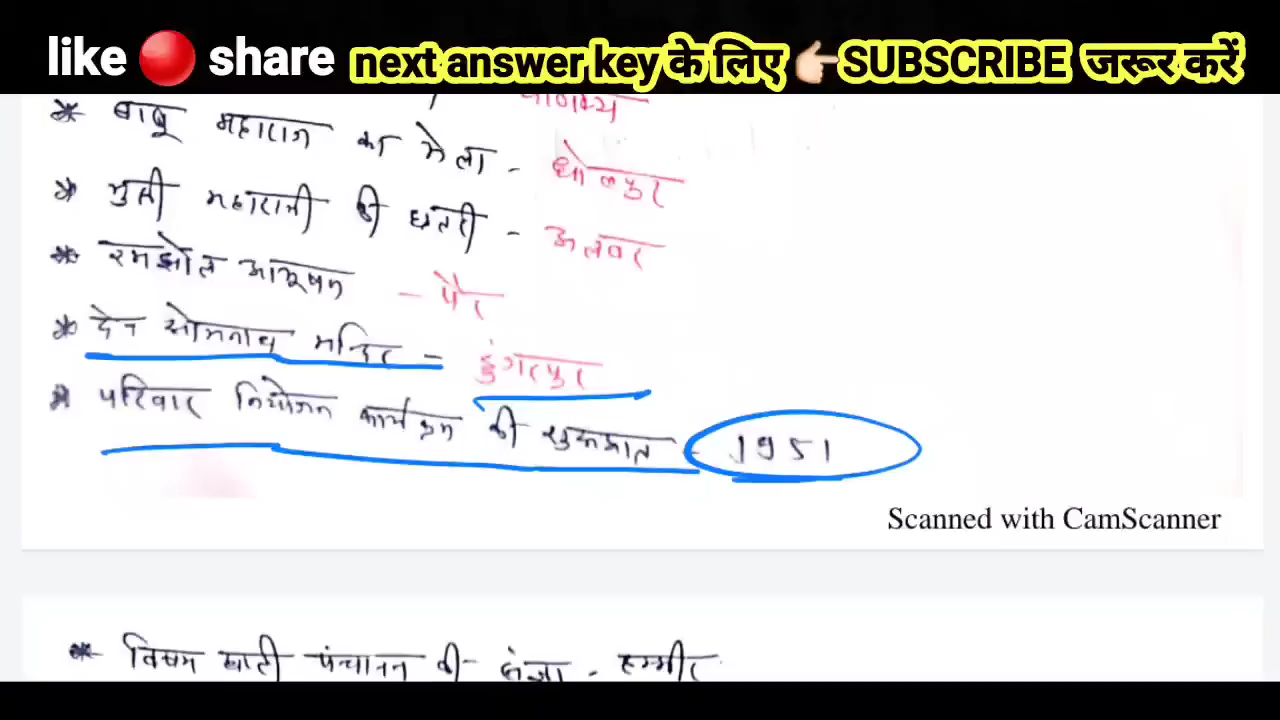 like 🔴 share next answer key के लिए 👉🏻SUBSCRIBE जरूर करें
* बाबू महाराज का मेला - धौलपुर
* मुसी महारानी की छतरी - अलवर
* रमझोल आभूषण - पैर
* देव सोमनाथ मन्दिर - डुंगरपुर
* परिवार नियोजन कार्यक्रम की शुरूआत - 1951
Scanned with CamScanner
* विषम घाटी पंचानन की संज्ञा - हम्मीर